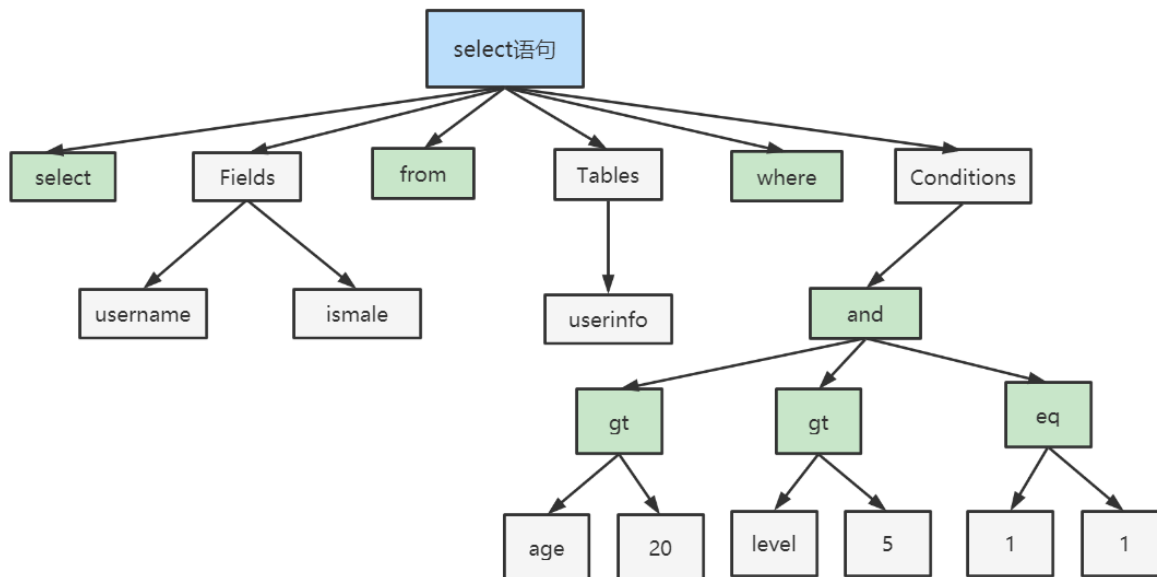 select语句
select
Fields
from
Tables
where
Conditions
username
ismale
userinfo
and
gt
gt
eq
age
20
level
5
1
1